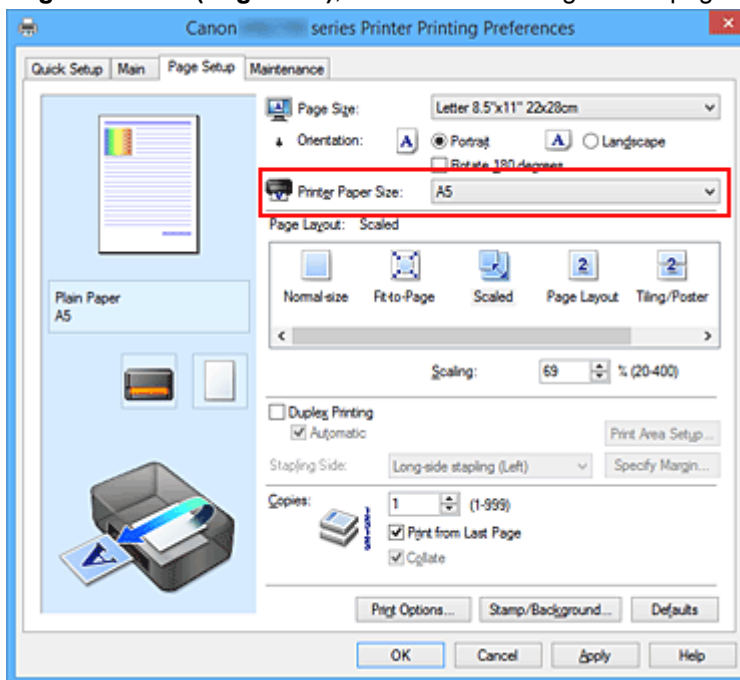 Canon series Printer Printing Preferences
Quick Setup Main Page Setup Maintenance
Page Size: Letter 8.5"x11" 22x28cm
Orientation: A Portrait A Landscape
Rotate 180 degrees
Printer Paper Size: A5
Page Layout: Scaled
2 2
Normal-size Fit-to-Page Scaled Page Layout Tiling/Poster
Plain Paper
A5
Scaling: 69 % (20-400)
Duplex Printing
Automatic
Print Area Setup...
Stapling Side: Long-side stapling (Left) Specify Margin...
Copies: 1 (1-999)
Print from Last Page
Collate
Print Options... Stamp/Background... Defaults
OK Cancel Apply Help